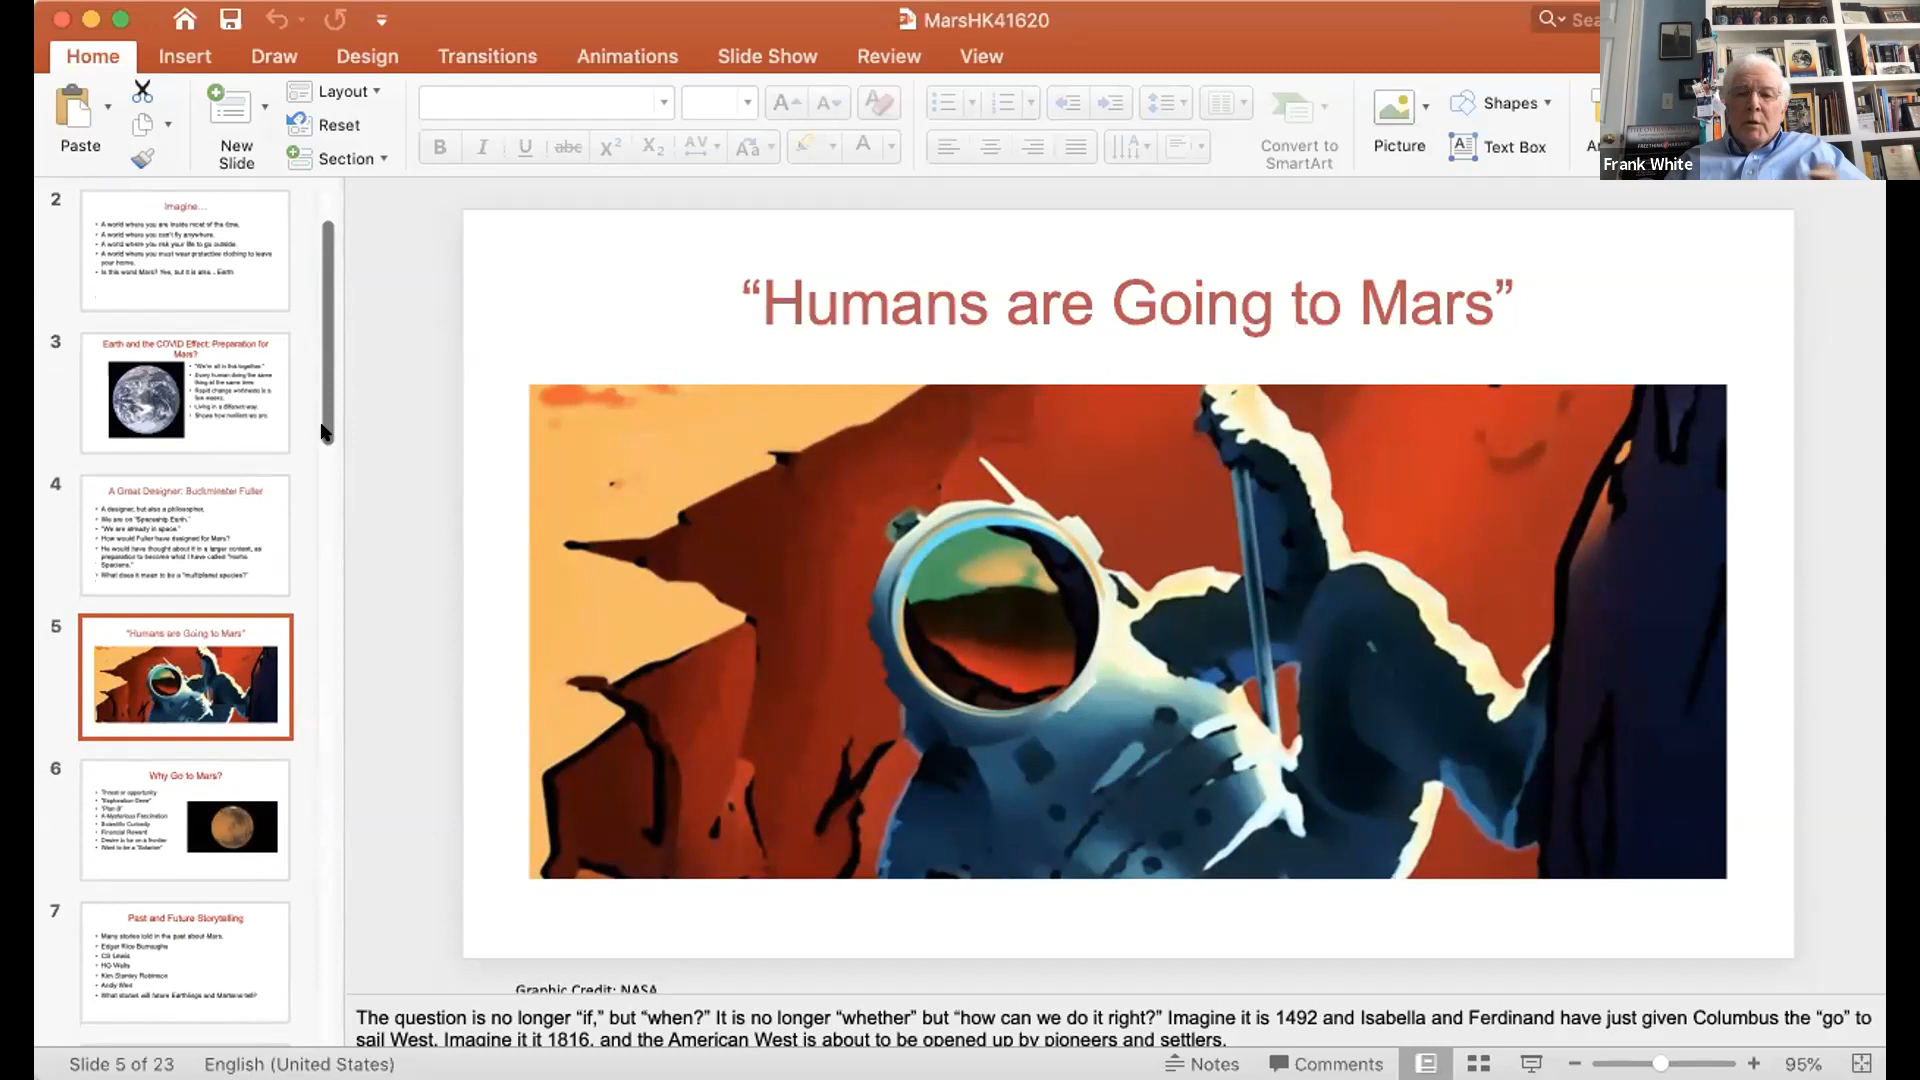 MarsHK41620
Sea
Home Insert Draw Design Transitions Animations Slide Show Review View
Paste
New
Slide
Layout
Reset
Section
B I U abc X² X₂ AV Aa A
Convert to
SmartArt
Picture
Shapes
Text Box
Frank White
2
Imagine...
• A world where you are inside most of the time.
• A world where you can't fly anywhere.
• A world where you risk your life to go outside.
• A world where you must wear protective clothing to leave
your home.
• Is this world Mars? Yes, but it is also... Earth
3
Earth and the COVID Effect: Preparation for
Mars?
• "We're all in this together."
• Every human doing the same
thing at the same time
• Rapid change worldwide in a
few weeks.
• Living in a different way.
• Shows how resilient we are.
4
A Great Designer: Buckminster Fuller
• A designer, but also a philosopher.
• We are on "Spaceship Earth."
• "We are already in space."
• How would Fuller have designed for Mars?
• He would have thought about it in a larger context, as
preparation to become what I have called "Homo
Spaciens."
• What does it mean to be a "multiplanet species?"
5
"Humans are Going to Mars"
6
Why Go to Mars?
• Threat or opportunity
• "Exploration Gene"
• "Plan B"
• A Mysterious Fascination
• Scientific Curiosity
• Financial Reward
• Desire to be on a frontier
• Want to be a "Solarian"
7
Past and Future Storytelling
• Many stories told in the past about Mars.
• Edgar Rice Burroughs
• CS Lewis
• HG Wells
• Kim Stanley Robinson
• Andy Weir
• What stories will future Earthlings and Martians tell?
“Humans are Going to Mars”
Graphic Credit: NASA
The question is no longer “if,” but “when?” It is no longer “whether” but “how can we do it right?” Imagine it is 1492 and Isabella and Ferdinand have just given Columbus the “go” to
sail West. Imagine it it 1816, and the American West is about to be opened up by pioneers and settlers.
Slide 5 of 23 English (United States) Notes Comments 95%